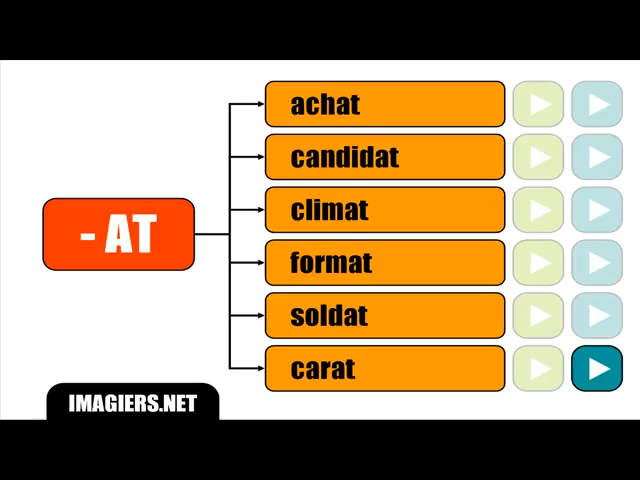 - AT
achat
candidat
climat
format
soldat
carat
IMAGIERS.NET